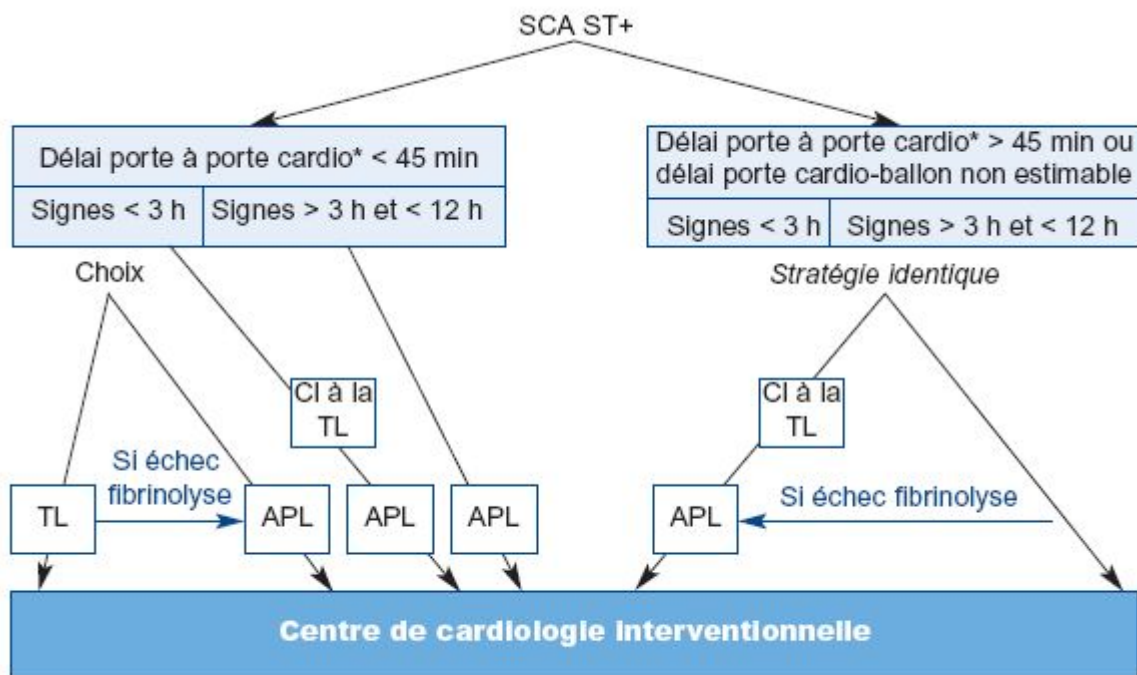 SCA ST+
Délai porte à porte cardio* < 45 min
Signes < 3 h
Signes > 3 h et < 12 h
Délai porte à porte cardio* > 45 min ou
délai porte cardio-ballon non estimable
Signes < 3 h
Signes > 3 h et < 12 h
Choix
Stratégie identique
CI à la
TL
CI à la
TL
Si échec
fibrinolyse
TL
APL
APL
APL
APL
Si échec fibrinolyse
Centre de cardiologie interventionnelle